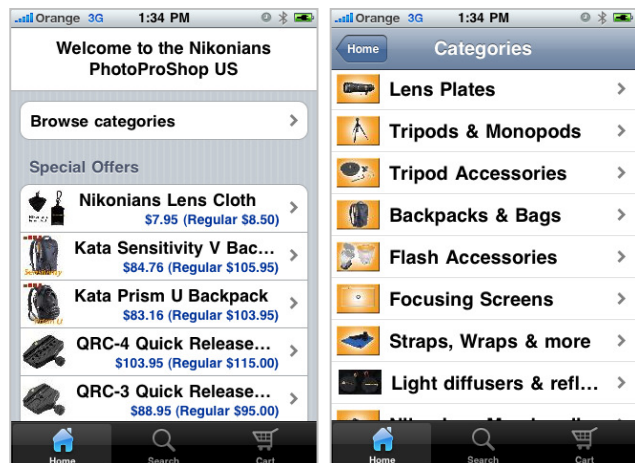 Orange 3G 1:34 PM
Welcome to the Nikonians
PhotoProShop US
Browse categories
Special Offers
Nikonians Lens Cloth
$7.95 (Regular $8.50)
Kata Sensitivity V Bac...
$84.76 (Regular $105.95)
Kata Prism U Backpack
$83.16 (Regular $103.95)
QRC-4 Quick Release...
$103.95 (Regular $115.00)
QRC-3 Quick Release...
$88.95 (Regular $95.00)
Home Search Cart
Orange 3G 1:34 PM
Home Categories
Lens Plates
Tripods & Monopods
Tripod Accessories
Backpacks & Bags
Flash Accessories
Focusing Screens
Straps, Wraps & more
Light diffusers & refl...
Home Search Cart